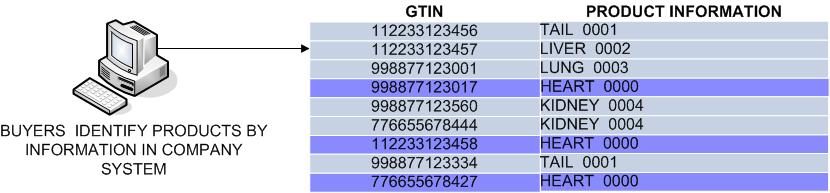 GTIN PRODUCT INFORMATION
112233123456 TAIL 0001
112233123457 LIVER 0002
998877123001 LUNG 0003
998877123017 HEART 0000
998877123560 KIDNEY 0004
776655678444 KIDNEY 0004
112233123458 HEART 0000
998877123334 TAIL 0001
776655678427 HEART 0000
BUYERS IDENTIFY PRODUCTS BY
INFORMATION IN COMPANY
SYSTEM